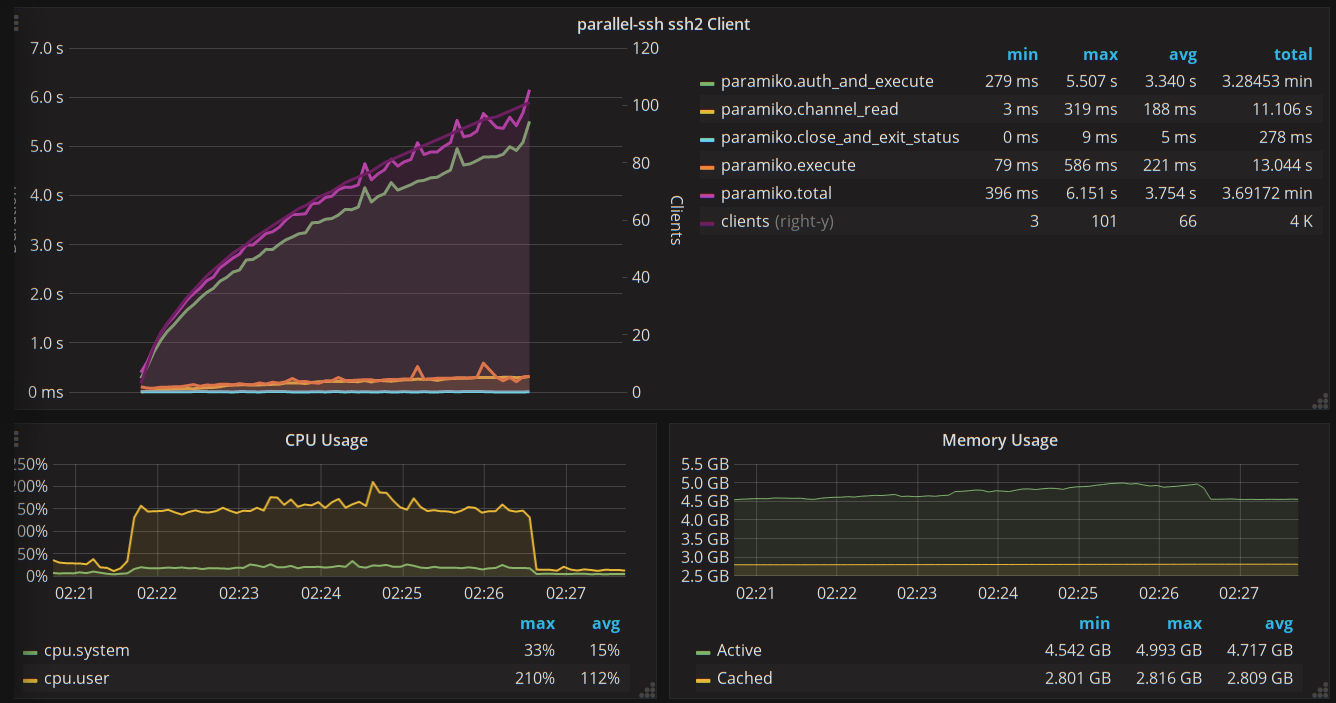 parallel-ssh ssh2 Client
7.0 s
6.0 s
5.0 s
4.0 s
3.0 s
2.0 s
1.0 s
0 ms
120
100
80
60
40
20
0
Clients
min max avg total
paramiko.auth_and_execute 279 ms 5.507 s 3.340 s 3.28453 min
paramiko.channel_read 3 ms 319 ms 188 ms 11.106 s
paramiko.close_and_exit_status 0 ms 9 ms 5 ms 278 ms
paramiko.execute 79 ms 586 ms 221 ms 13.044 s
paramiko.total 396 ms 6.151 s 3.754 s 3.69172 min
clients (right-y) 3 101 66 4 K
CPU Usage
50%
0%
02:21 02:22 02:23 02:24 02:25 02:26 02:27
max avg
cpu.system 33% 15%
cpu.user 210% 112%
Memory Usage
5.5 GB
5.0 GB
4.5 GB
4.0 GB
3.5 GB
3.0 GB
2.5 GB
02:21 02:22 02:23 02:24 02:25 02:26 02:27
min max avg
Active 4.542 GB 4.993 GB 4.717 GB
Cached 2.801 GB 2.816 GB 2.809 GB